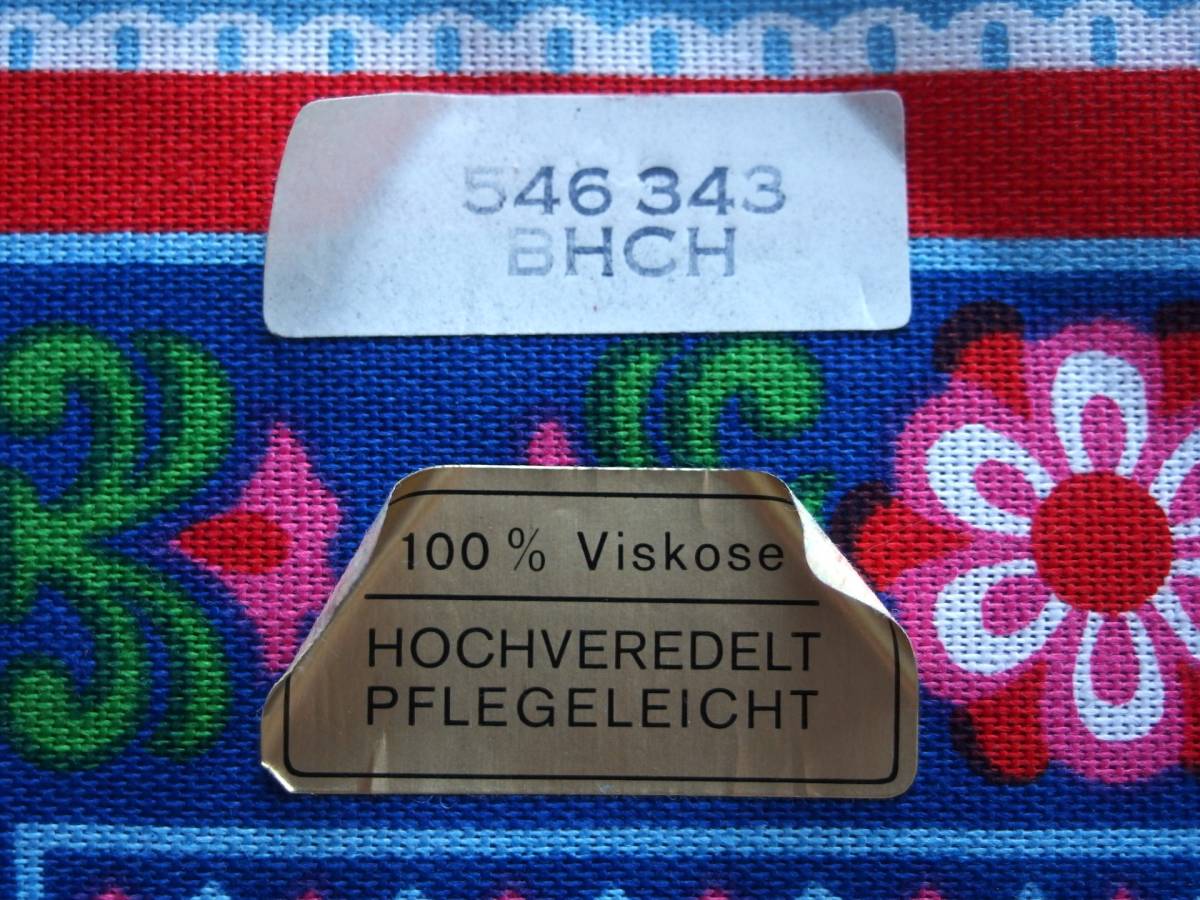 546 343
BHCH
100 % Viskose
HOCHVEREDELT
PFLEGELEICHT